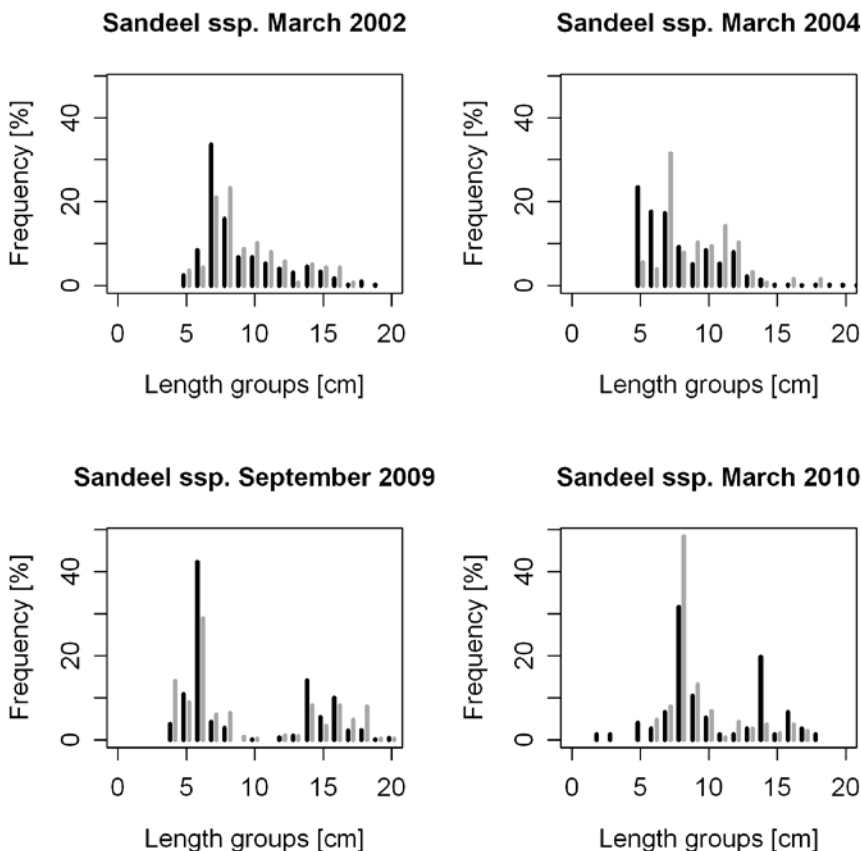 Sandeel ssp. March 2002
Frequency [%]
40
20
0
0 5 10 15 20
Length groups [cm]
Sandeel ssp. March 2004
Frequency [%]
40
20
0
0 5 10 15 20
Length groups [cm]
Sandeel ssp. September 2009
Frequency [%]
40
20
0
0 5 10 15 20
Length groups [cm]
Sandeel ssp. March 2010
Frequency [%]
40
20
0
0 5 10 15 20
Length groups [cm]